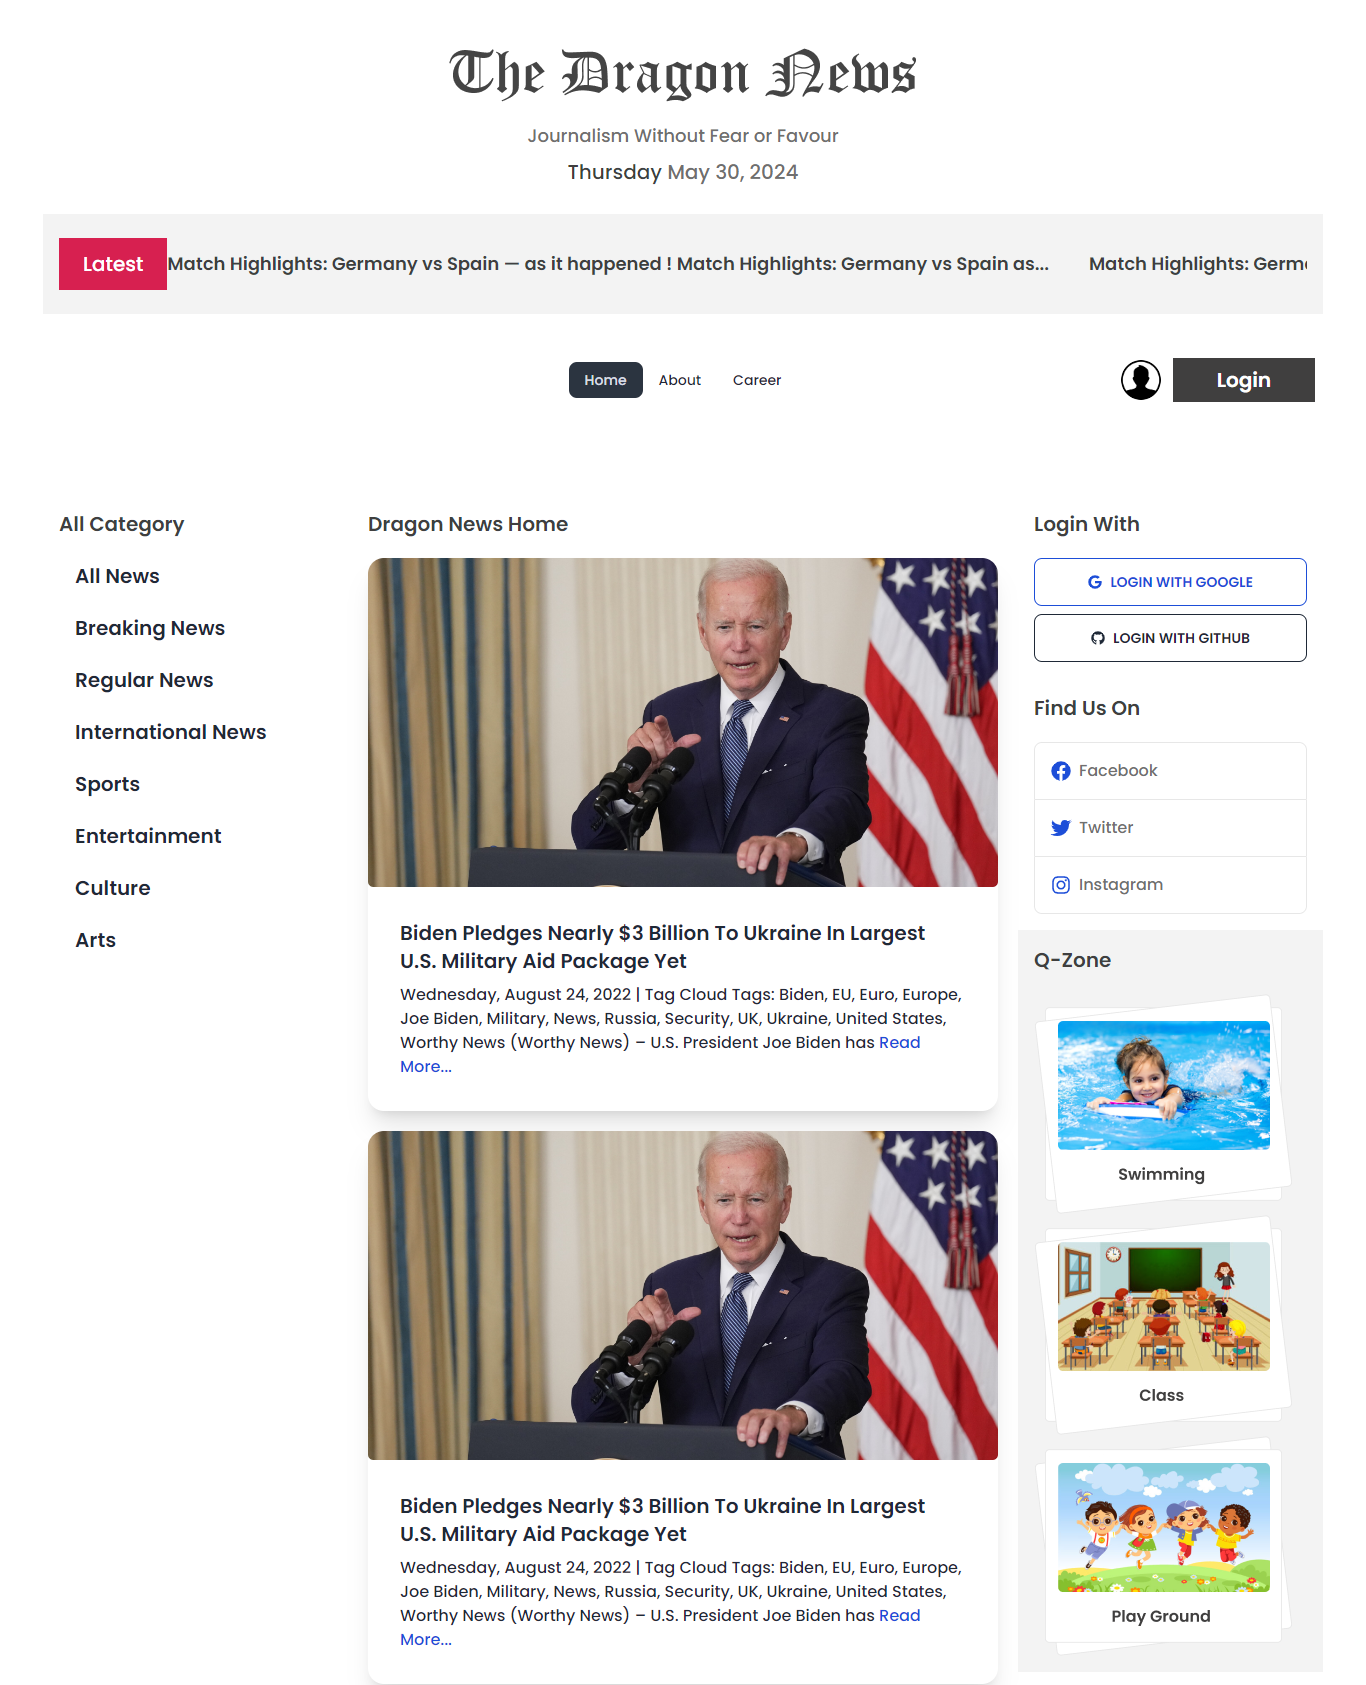 The Dragon News
Journalism Without Fear or Favour
Thursday May 30, 2024
Latest
Match Highlights: Germany vs Spain — as it happened ! Match Highlights: Germany vs Spain as...
Match Highlights: Germ
Home
About
Career
Login
All Category
All News
Breaking News
Regular News
International News
Sports
Entertainment
Culture
Arts
Dragon News Home
Biden Pledges Nearly $3 Billion To Ukraine In Largest
U.S. Military Aid Package Yet
Wednesday, August 24, 2022 | Tag Cloud Tags: Biden, EU, Euro, Europe,
Joe Biden, Military, News, Russia, Security, UK, Ukraine, United States,
Worthy News (Worthy News) – U.S. President Joe Biden has Read
More...
Biden Pledges Nearly $3 Billion To Ukraine In Largest
U.S. Military Aid Package Yet
Wednesday, August 24, 2022 | Tag Cloud Tags: Biden, EU, Euro, Europe,
Joe Biden, Military, News, Russia, Security, UK, Ukraine, United States,
Worthy News (Worthy News) – U.S. President Joe Biden has Read
More...
Login With
LOGIN WITH GOOGLE
LOGIN WITH GITHUB
Find Us On
Facebook
Twitter
Instagram
Q-Zone
Swimming
Class
Play Ground